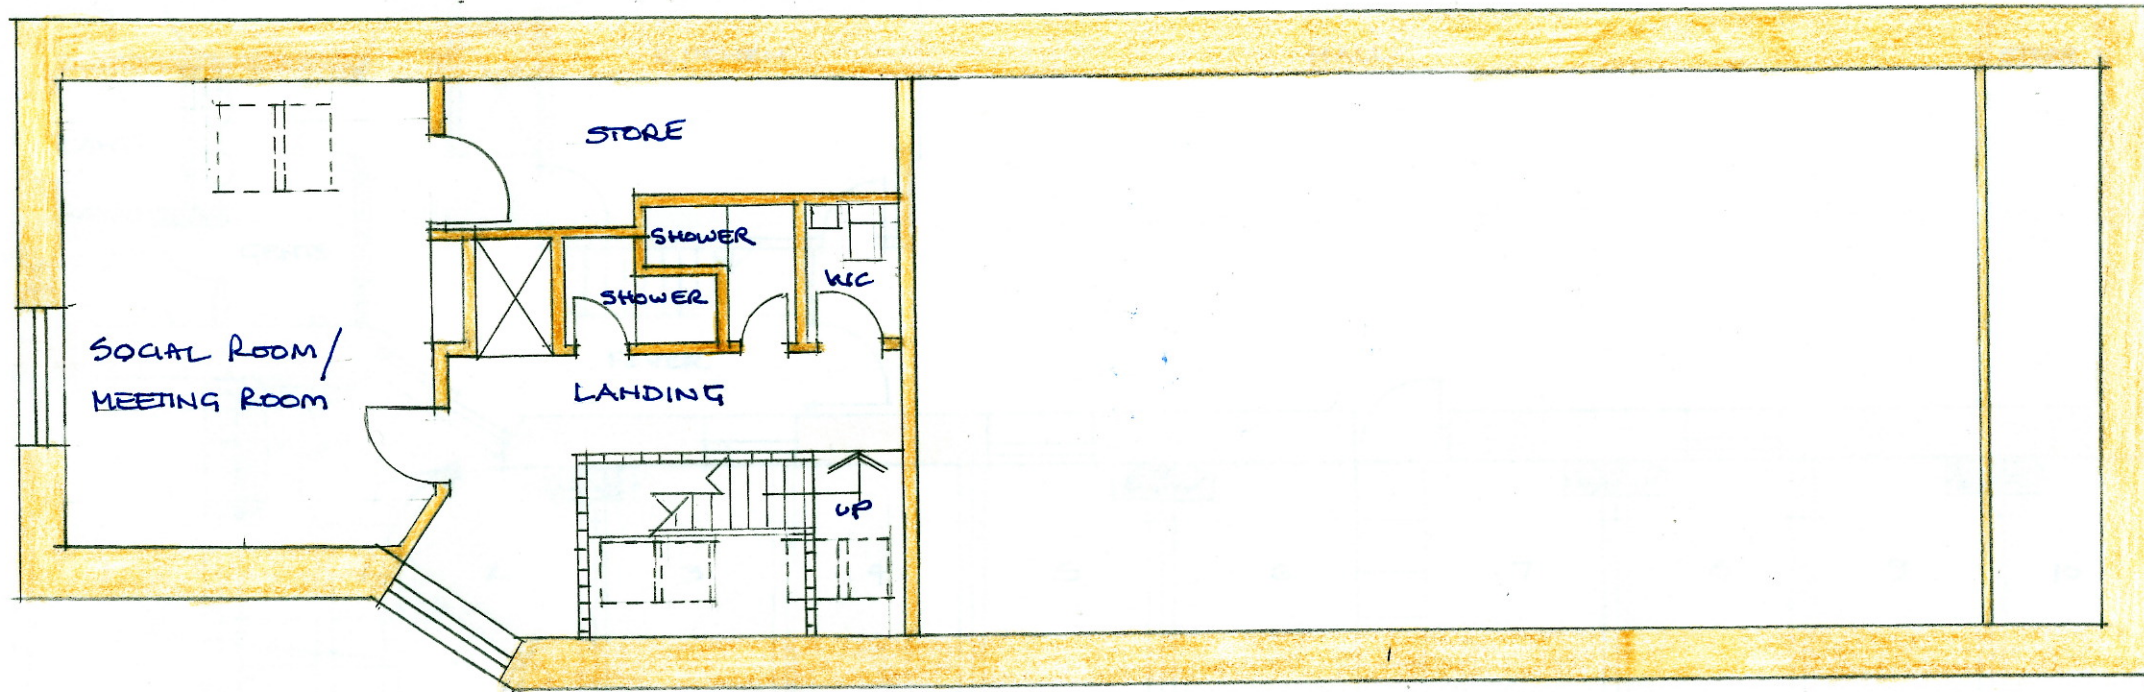 STORE
SHOWER
SHOWER
W/C
SOCIAL ROOM/
MEETING ROOM
LANDING
UP